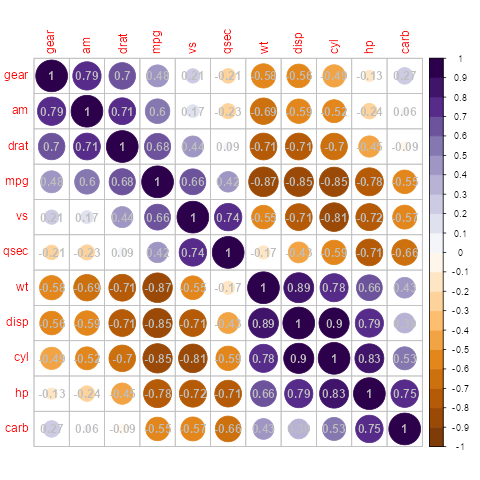 gear am drat mpg vs qsec wt disp cyl hp carb
gear 1 0.79 0.7 0.48 0.21 -0.21 -0.58 -0.56 -0.49 -0.13 0.27
am 0.79 1 0.71 0.6 0.17 -0.23 -0.69 -0.59 -0.52 -0.24 0.06
drat 0.7 0.71 1 0.68 0.44 0.09 -0.71 -0.71 -0.7 -0.45 -0.09
mpg 0.48 0.6 0.68 1 0.66 0.42 -0.87 -0.85 -0.85 -0.78 -0.55
vs 0.21 0.17 0.44 0.66 1 0.74 -0.55 -0.71 -0.81 -0.72 -0.57
qsec -0.21 -0.23 0.09 0.42 0.74 1 -0.17 -0.43 -0.59 -0.71 -0.66
wt -0.58 -0.69 -0.71 -0.87 -0.55 -0.17 1 0.89 0.78 0.66 0.43
disp -0.56 -0.59 -0.71 -0.85 -0.71 -0.43 0.89 1 0.9 0.79
cyl -0.49 -0.52 -0.7 -0.85 -0.81 -0.59 0.78 0.9 1 0.83 0.53
hp -0.13 -0.24 -0.45 -0.78 -0.72 -0.71 0.66 0.79 0.83 1 0.75
carb 0.27 0.06 -0.09 -0.55 -0.57 -0.66 0.43 0.53 0.75 1
1
0.9
0.8
0.7
0.6
0.5
0.4
0.3
0.2
0.1
0
-0.1
-0.2
-0.3
-0.4
-0.5
-0.6
-0.7
-0.8
-0.9
-1